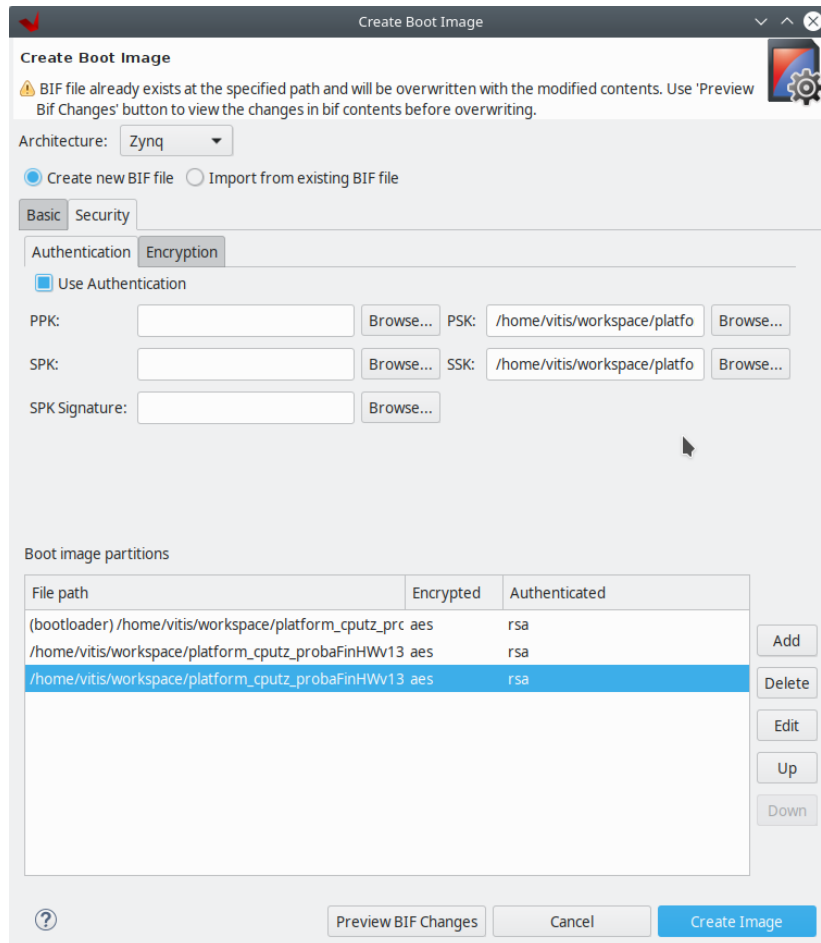 Create Boot Image
Create Boot Image
BIF file already exists at the specified path and will be overwritten with the modified contents. Use 'Preview
Bif Changes' button to view the changes in bif contents before overwriting.
Architecture: Zynq
Create new BIF file Import from existing BIF file
Basic Security
Authentication Encryption
Use Authentication
PPK: Browse... PSK: /home/vitis/workspace/platfo Browse...
SPK: Browse... SSK: /home/vitis/workspace/platfo Browse...
SPK Signature: Browse...
Boot image partitions
File path Encrypted Authenticated
(bootloader) /home/vitis/workspace/platform_cputz_prc aes rsa
/home/vitis/workspace/platform_cputz_probaFinHWv13 aes rsa
/home/vitis/workspace/platform_cputz_probaFinHWv13 aes rsa
Add
Delete
Edit
Up
Down
? Preview BIF Changes Cancel Create Image